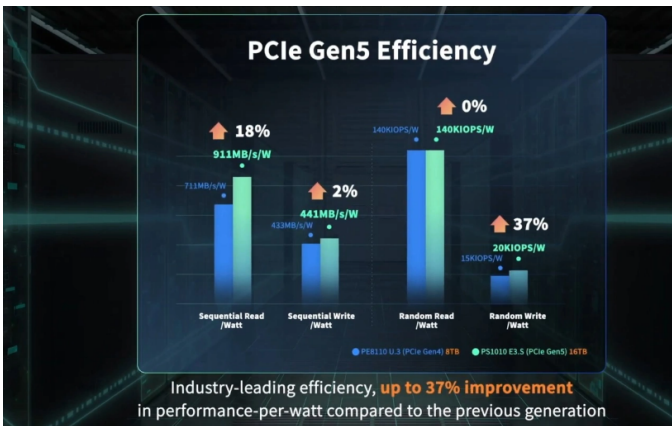 PCIe Gen5 Efficiency
18%
911MB/s/W
711MB/s/W
2%
441MB/s/W
433MB/s/W
0%
140KIOPS/W
140KIOPS/W
37%
20KIOPS/W
15KIOPS/W
Sequential Read
/Watt
Sequential Write
/Watt
Random Read
/Watt
Random Write
/Watt
PE8110 U.3 (PCIe Gen4) 8TB
PS1010 E3.S (PCIe Gen5) 16TB
Industry-leading efficiency, up to 37% improvement
in performance-per-watt compared to the previous generation